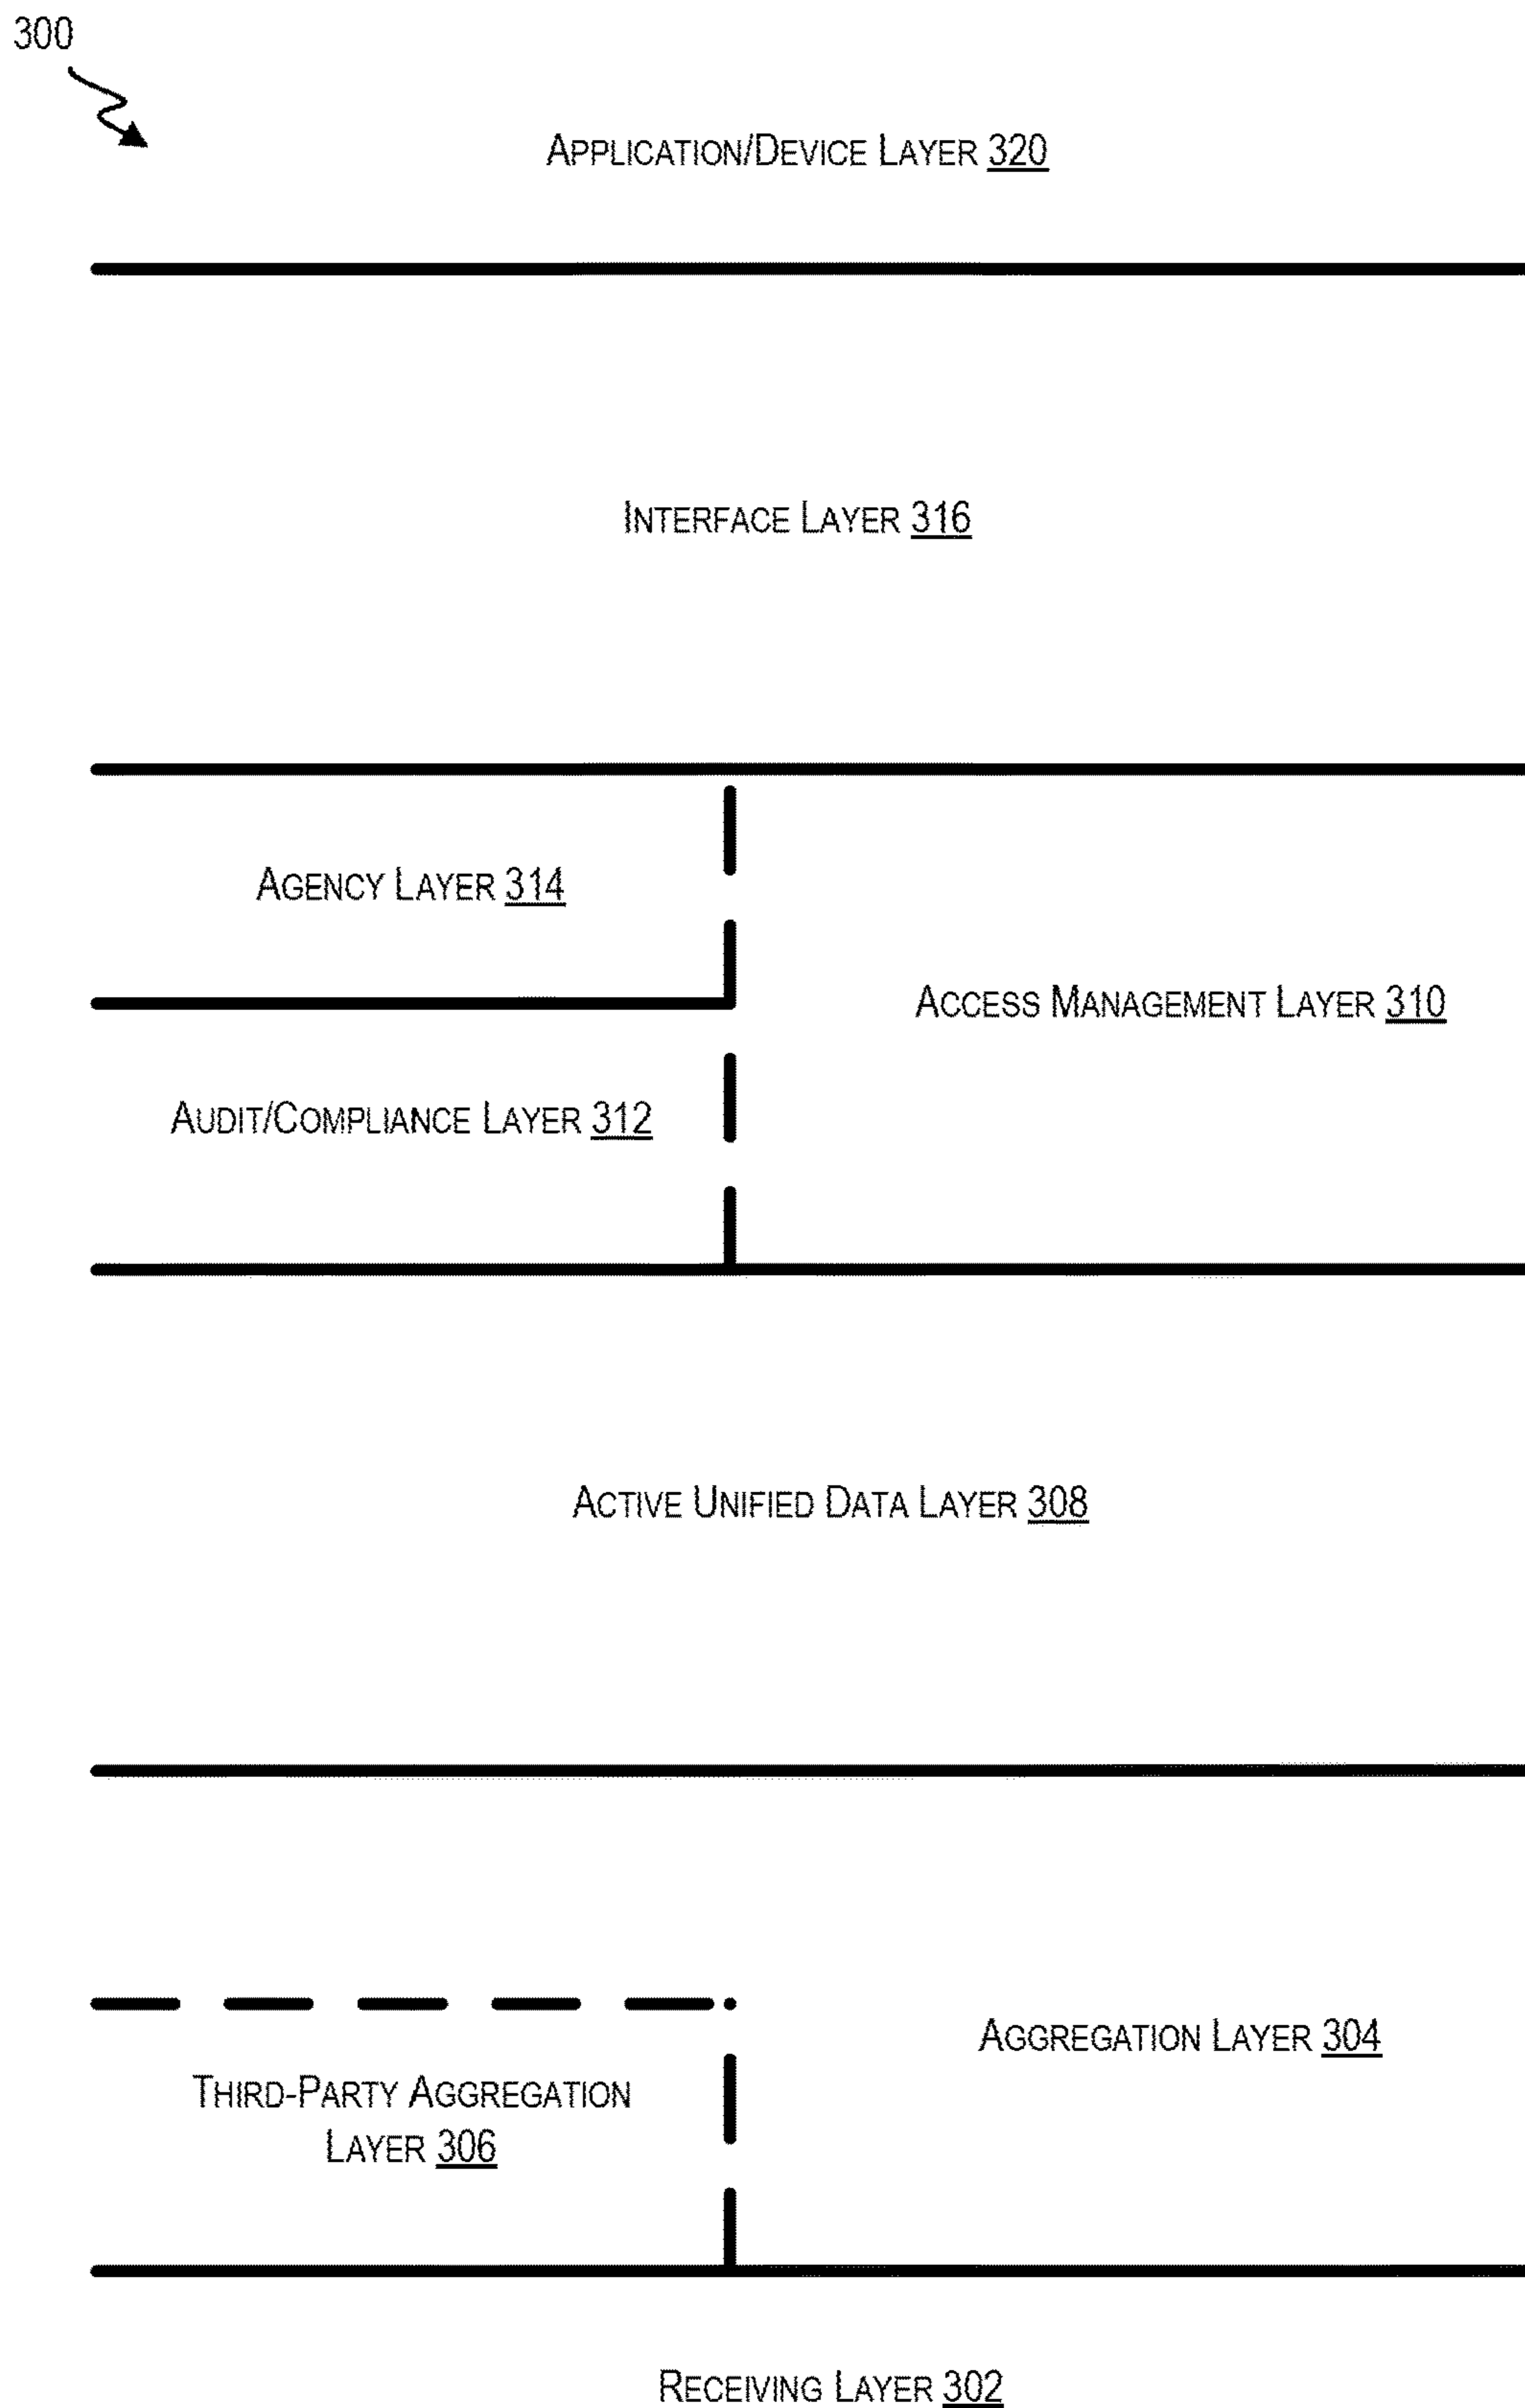 300
APPLICATION/DEVICE LAYER 320
INTERFACE LAYER 316
AGENCY LAYER 314
ACCESS MANAGEMENT LAYER 310
AUDIT/COMPLIANCE LAYER 312
ACTIVE UNIFIED DATA LAYER 308
AGGREGATION LAYER 304
THIRD-PARTY AGGREGATION
LAYER 306
RECEIVING LAYER 302